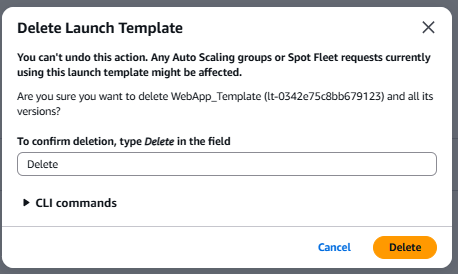 Delete Launch Template
You can't undo this action. Any Auto Scaling groups or Spot Fleet requests currently
using this launch template might be affected.
Are you sure you want to delete WebApp_Template (lt-0342e75c8bb679123) and all its
versions?
To confirm deletion, type Delete in the field
Delete
CLI commands
Cancel
Delete